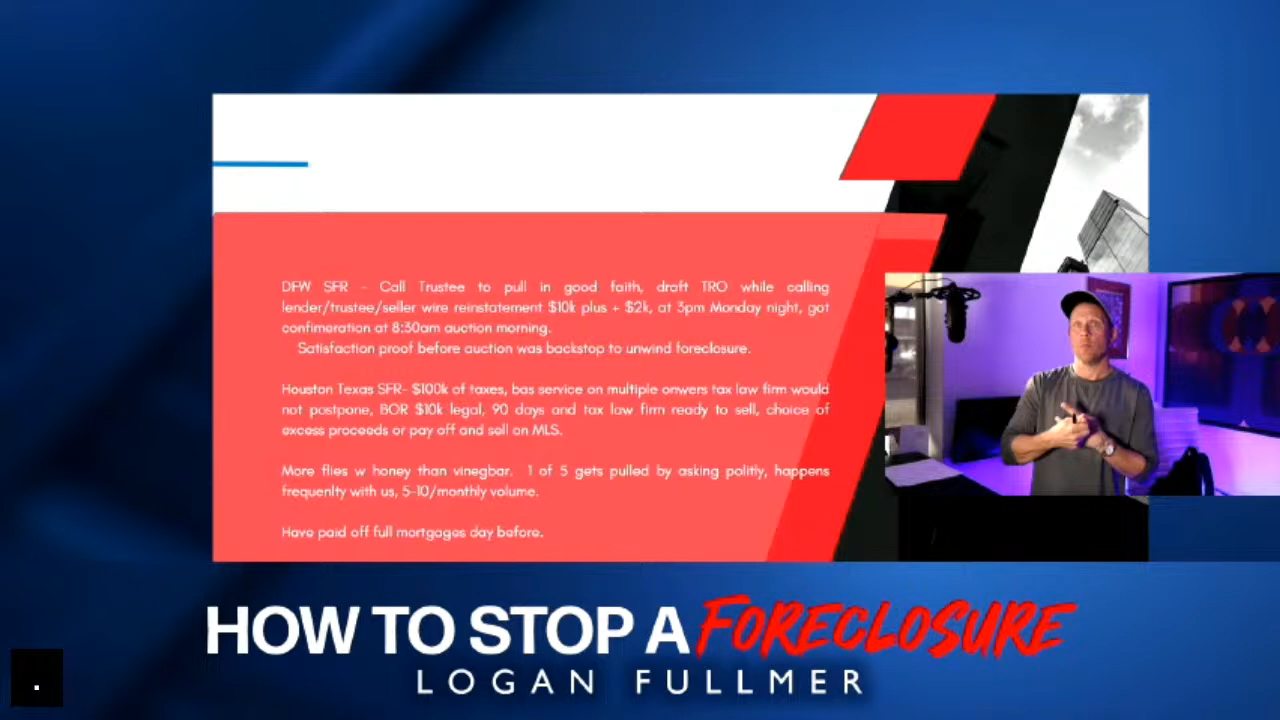 DFW SFR - Call Trustee to pull in good faith, draft TRO while calling
lender/trustee/seller wire reinstatement $10k plus + $2k, at 3pm Monday night, got
confimeration at 8:30am auction morning.
Satisfaction proof before auction was backstop to unwind foreclosure.
Houston Texas SFR- $100k of taxes, bas service on multiple onwers tax law firm would
not postpone, BOR $10k legal, 90 days and tax law firm ready to sell, choice of
excess proceeds or pay off and sell on MLS.
More flies w honey than vinegbar. 1 of 5 gets pulled by asking politly, happens
frequenlty with us, 5-10/monthly volume.
Have paid off full mortgages day before.
HOW TO STOP A FORECLOSURE
LOGAN FULLMER